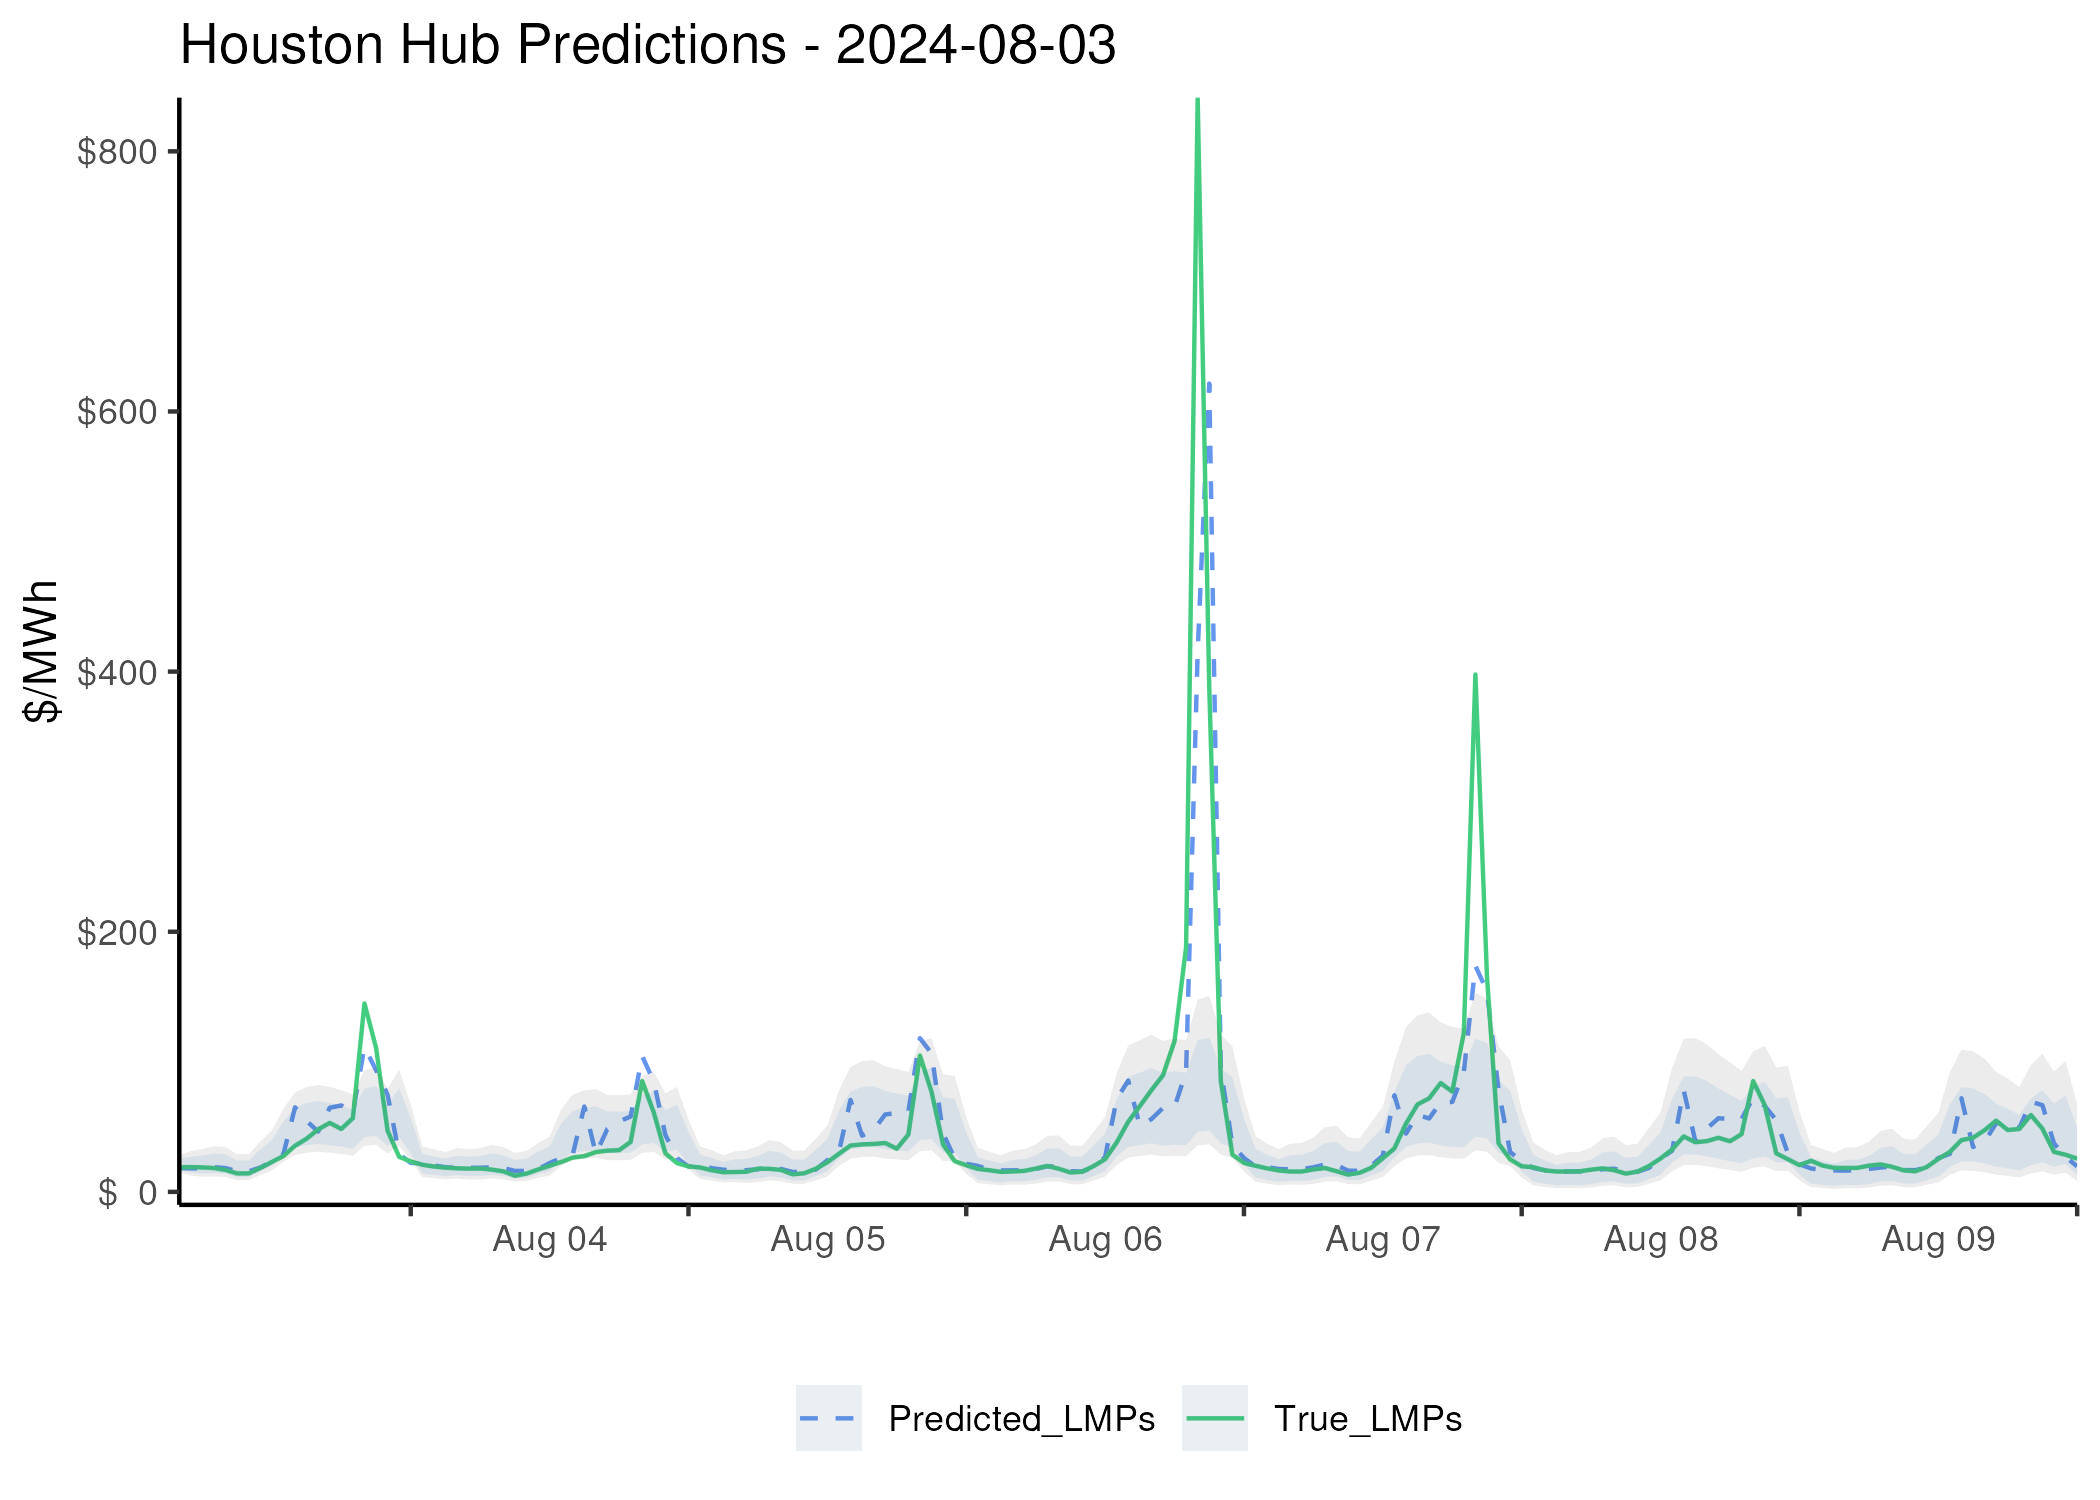 Houston Hub Predictions - 2024-08-03
$/MWh
$800
$600
$400
$200
$ 0
Aug 04 Aug 05 Aug 06 Aug 07 Aug 08 Aug 09
Predicted_LMPs True_LMPs